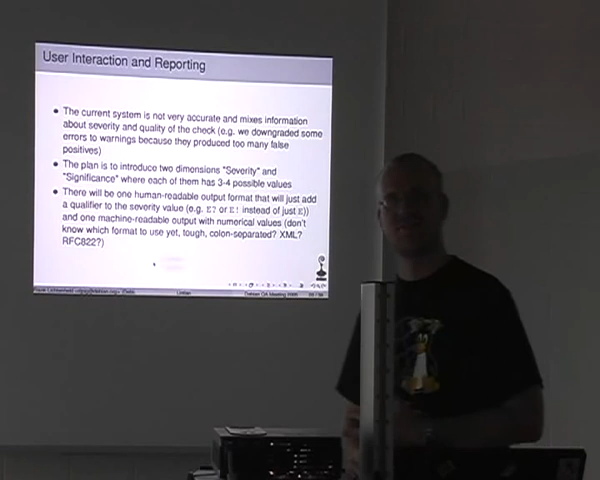 User Interaction and Reporting
• The current system is not very accurate and mixes information
about severity and quality of the check (e.g. we downgraded some
errors to warnings because they produced too many false
positives)
• The plan is to introduce two dimensions "Severity" and
"Significance" where each of them has 3-4 possible values
• There will be one human-readable output format that will just add
a qualifier to the severity value (e.g. E? or E! instead of just E))
and one machine-readable output with numerical values (don't
know which format to use yet, tough, colon-separated? XML?
RFC822?)
Lintian
Debian QA Meeting